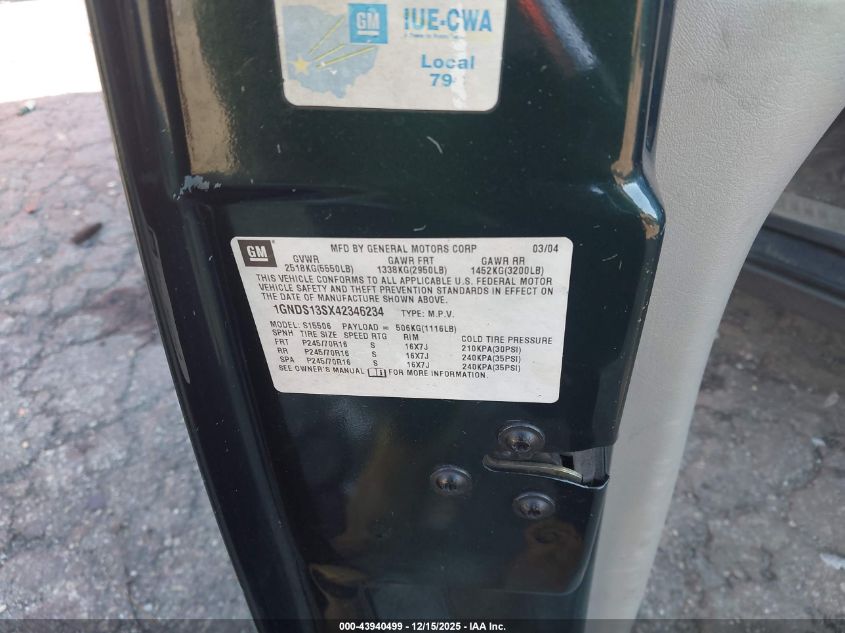 GM IUE-CWA
Local
79
GM MFD BY GENERAL MOTORS CORP 03/04
GVWR GAWR FRT GAWR RR
2518KG(5550LB) 1338KG(2950LB) 1452KG(3200LB)
THIS VEHICLE CONFORMS TO ALL APPLICABLE U.S. FEDERAL MOTOR
VEHICLE SAFETY AND THEFT PREVENTION STANDARDS IN EFFECT ON
THE DATE OF MANUFACTURE SHOWN ABOVE.
1GNDS13SX42346234 TYPE: M.P.V.
MODEL: S15506 PAYLOAD = 506KG(1116LB)
SPNH TIRE SIZE SPEED RTG RIM COLD TIRE PRESSURE
FRT P245/70R16 S 16X7J 210KPA(30PSI)
RR P245/70R16 S 16X7J 240KPA(35PSI)
SPA P245/70R16 S 16X7J 240KPA(35PSI)
SEE OWNER'S MANUAL FOR MORE INFORMATION.
000-43940499 — 12/15/2025 — IAA Inc.